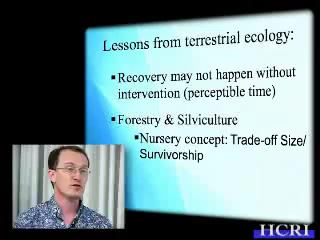 Lessons from terrestrial ecology:
Recovery may not happen without
intervention (perceptible time)
Forestry & Silviculture
Nursery concept: Trade-off Size/
Survivorship
HCRI